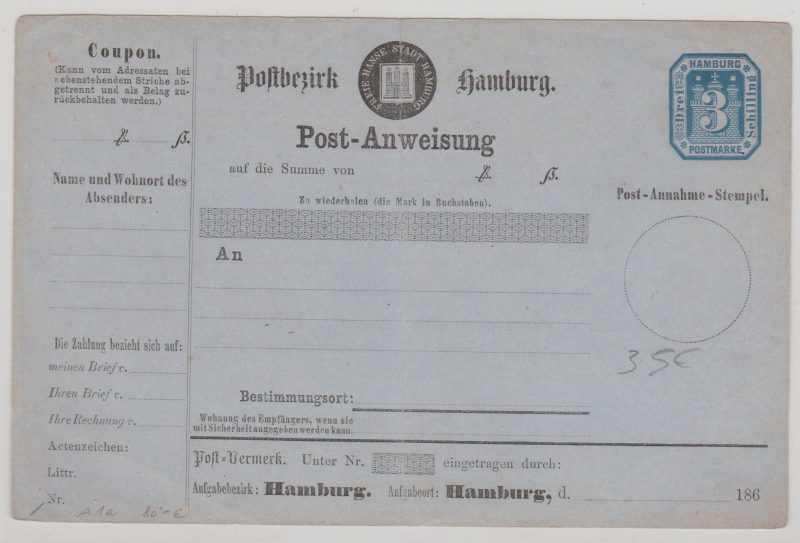 Coupon.
(Kann vom Adressaten bei
nebenstehendem Striche ab-
getrennt und als Belag zu-
rückbehalten werden.)
ß.
Name und Wohnort des
Absenders:
Die Zahlung bezieht sich auf:
meinen Brief v.
Ihren Brief v.
Ihre Rechnung v.
Actenzeichen:
Littr.
Nr.
A1a 80-€
Postbezirk
FREIE HANSE STADT HAMBURG
Hamburg.
Post-Anweisung
auf die Summe von ß.
Zu wiederholen (die Mark in Buchstaben).
An
Bestimmungsort:
Wohnung des Empfängers, wenn sie
mit Sicherheit angegeben werden kann.
Post-Vermerk. Unter Nr. eingetragen durch:
Aufgabebezirk: Hamburg. Aufgabeort: Hamburg, d. 186
HAMBURG
Drei
3
Schilling
POSTMARKE
Post-Annahme-Stempel.
3.5€